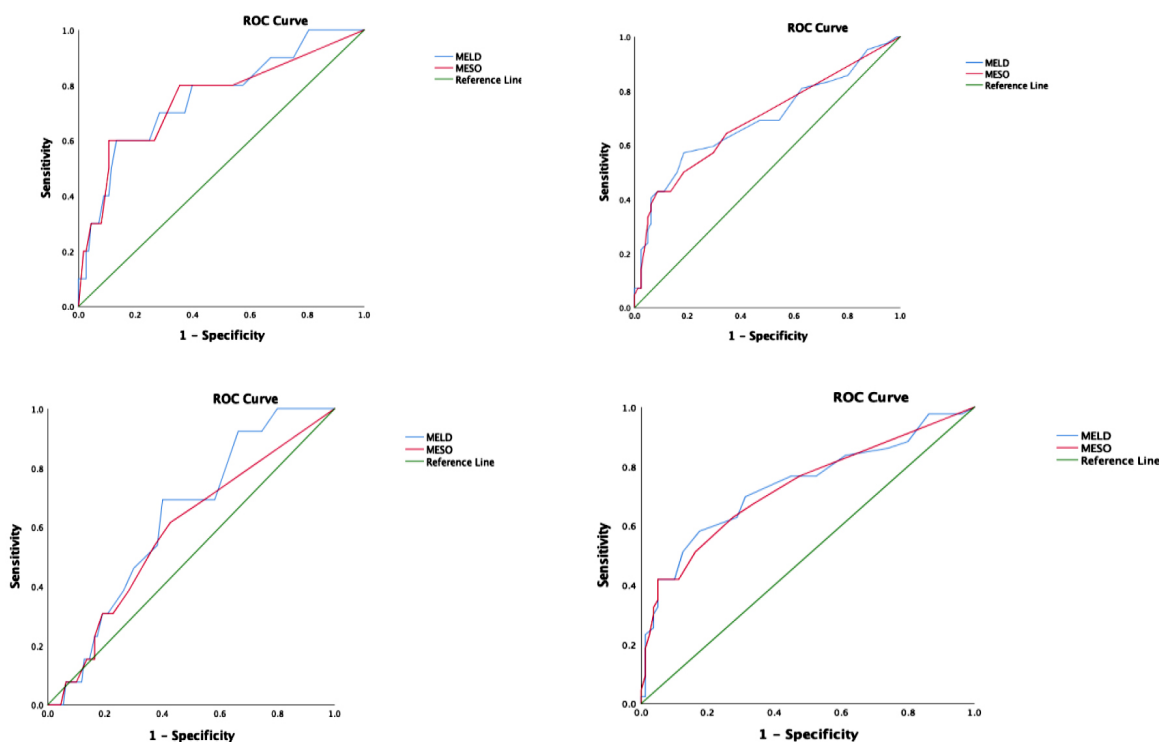 ROC Curve
1.0
0.8
0.6
0.4
0.2
0.0
Sensitivity
0.0 0.2 0.4 0.6 0.8 1.0
1 – Specificity
MELD
MESO
Reference Line
ROC Curve
1.0
0.8
0.6
0.4
0.2
0.0
Sensitivity
0.0 0.2 0.4 0.6 0.8 1.0
1 – Specificity
MELD
MESO
Reference Line
ROC Curve
1.0
0.8
0.6
0.4
0.2
0.0
Sensitivity
0.0 0.2 0.4 0.6 0.8 1.0
1 – Specificity
MELD
MESO
Reference Line
ROC Curve
1.0
0.8
0.6
0.4
0.2
0.0
Sensitivity
0.0 0.2 0.4 0.6 0.8 1.0
1 – Specificity
MELD
MESO
Reference Line